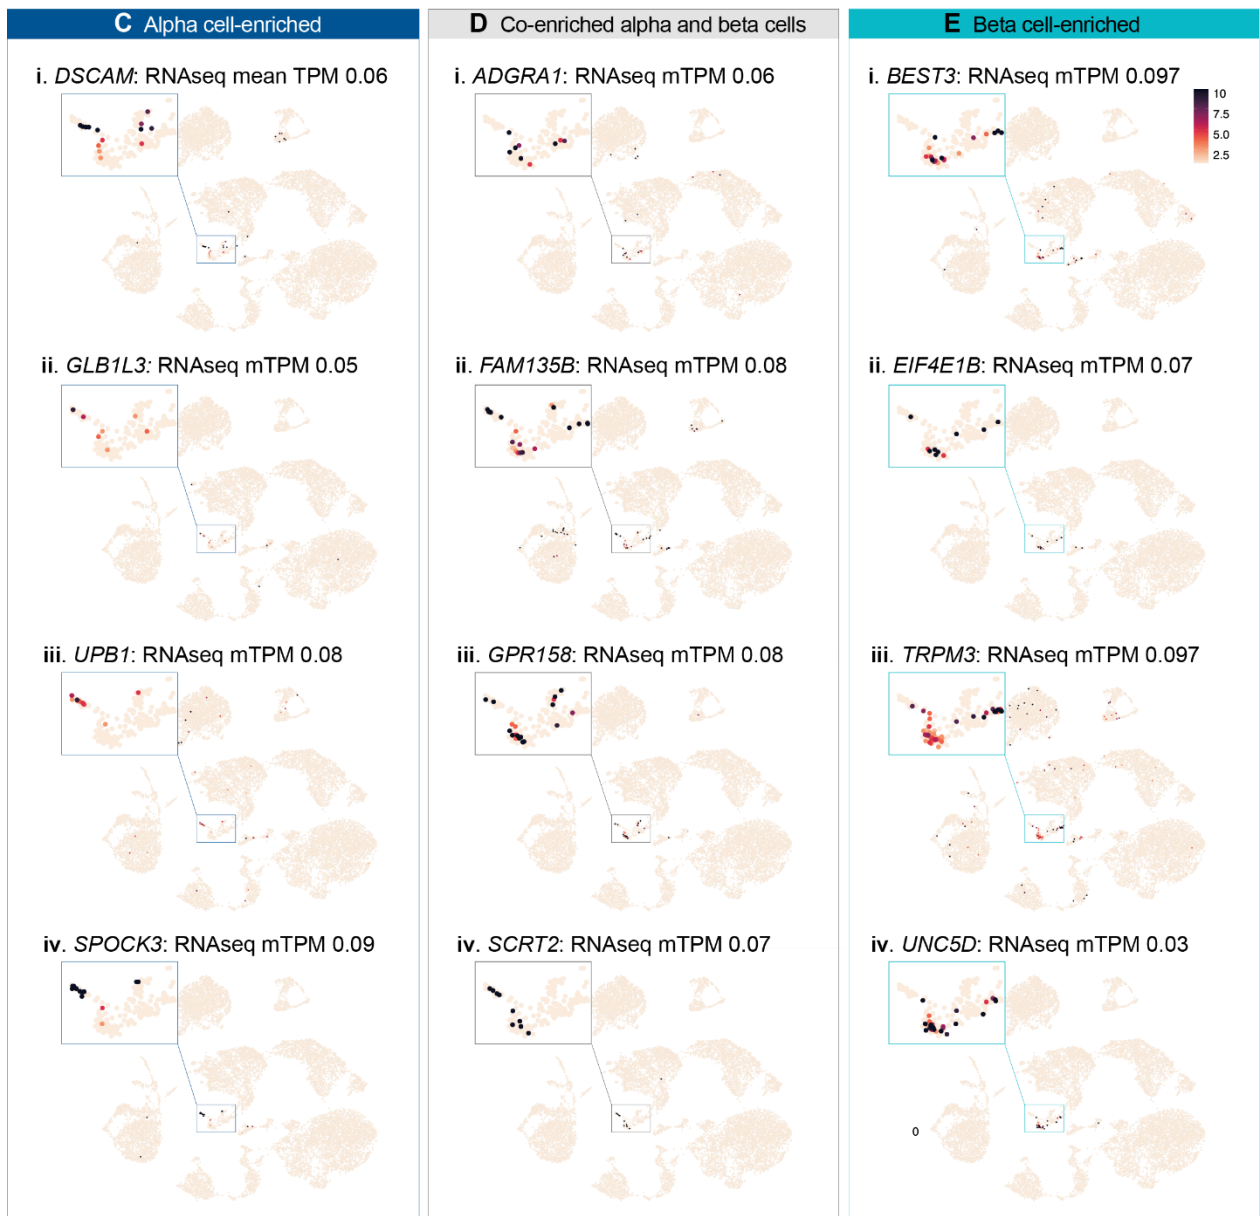 C Alpha cell-enriched
i. DSCAM: RNAseq mean TPM 0.06
ii. GLB1L3: RNAseq mTPM 0.05
iii. UPB1: RNAseq mTPM 0.08
iv. SPOCK3: RNAseq mTPM 0.09
D Co-enriched alpha and beta cells
i. ADGRA1: RNAseq mTPM 0.06
ii. FAM135B: RNAseq mTPM 0.08
iii. GPR158: RNAseq mTPM 0.08
iv. SCRT2: RNAseq mTPM 0.07
E Beta cell-enriched
i. BEST3: RNAseq mTPM 0.097
10
7.5
5.0
2.5
ii. EIF4E1B: RNAseq mTPM 0.07
iii. TRPM3: RNAseq mTPM 0.097
iv. UNC5D: RNAseq mTPM 0.03
0